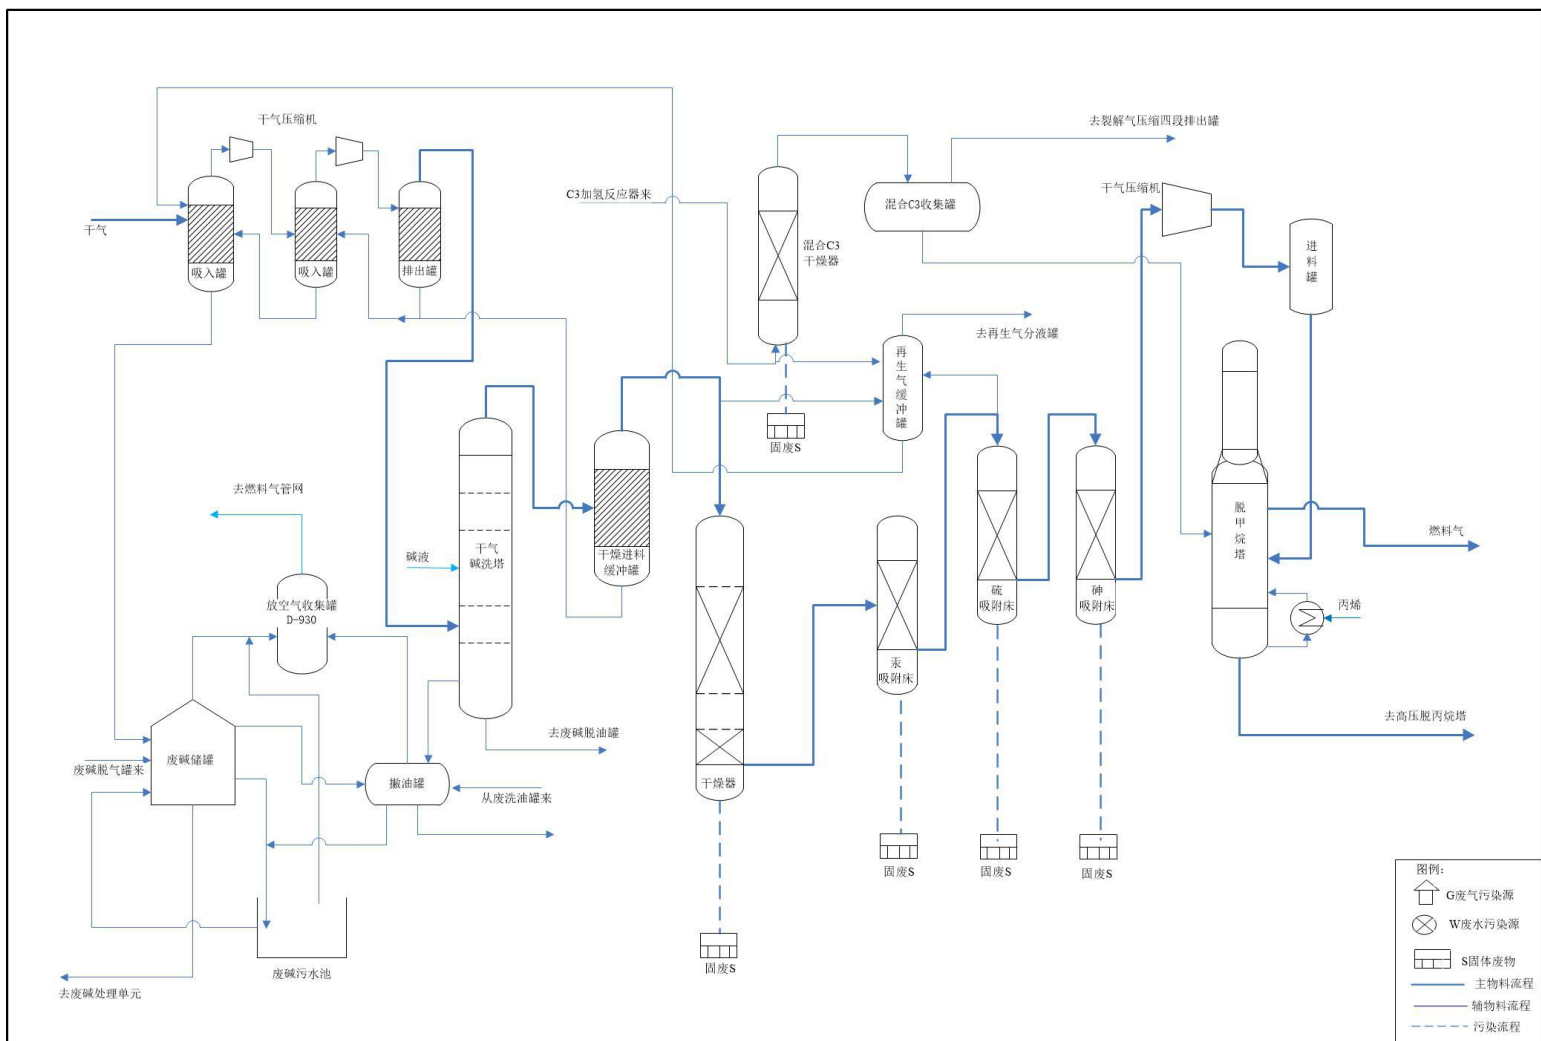 干气压缩机
去裂解气压缩四段排出罐
C3加氢反应器来
干气压缩机
混合C3收集罐
干气
混合C3
干燥器
进
料
罐
吸入罐
吸入罐
排出罐
去再生气分液罐
再
生
气
缓
冲
罐
固废S
去燃料气管网
脱
甲
烷
塔
燃料气
碱液
干气
碱洗塔
干燥进料
缓冲罐
硫
吸附床
砷
吸附床
放空气收集罐
D-930
丙烯
汞
吸附床
去废碱脱油罐
去高压脱丙烷塔
废碱储罐
废碱脱气罐来
撇油罐
从废洗油罐来
干燥器
固废S
固废S
固废S
固废S
废碱污水池
去废碱处理单元
图例:
G废气污染源
W废水污染源
S固体废物
主物料流程
辅物料流程
污染流程